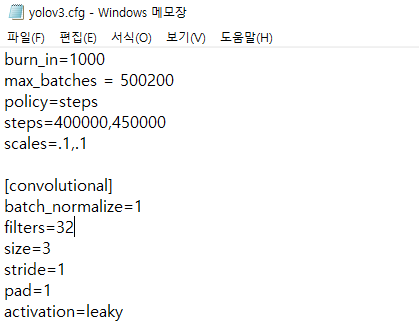 yolov3.cfg - Windows 메모장
파일(F) 편집(E) 서식(O) 보기(V) 도움말(H)
burn_in=1000
max_batches = 500200
policy=steps
steps=400000,450000
scales=.1,.1
[convolutional]
batch_normalize=1
filters=32
size=3
stride=1
pad=1
activation=leaky